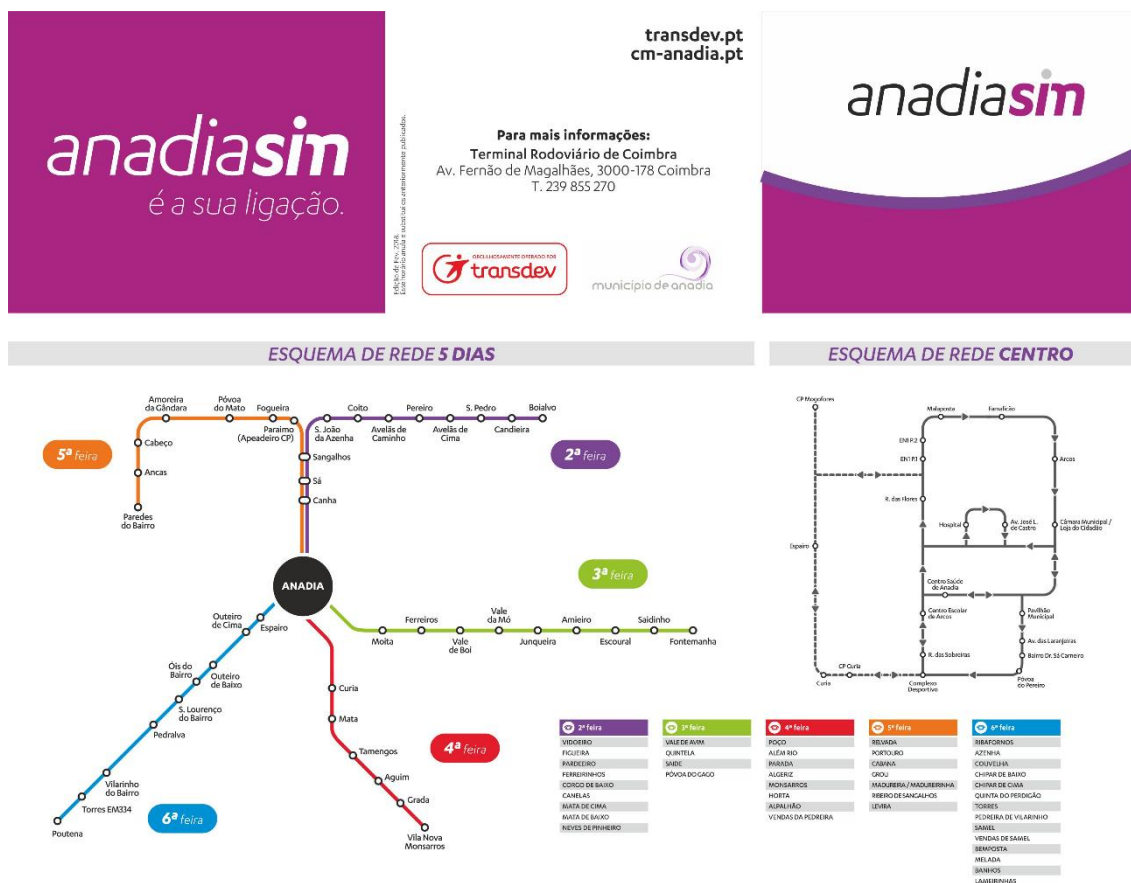 anadiasim
é a sua ligação.
transdev.pt
cm-anadia.pt
Para mais informações:
Terminal Rodoviário de Coimbra
Av. Fernão de Magalhães, 3000-178 Coimbra
T. 239 855 270
transdev
município de anadia
anadiasim
ESQUEMA DE REDE 5 DIAS
Amoreira
da Gândara
Póvoa
do Mato
Fogueira
Paraimo
(Apeadeiro CP)
Cabeço
Ancas
Paredes
do Bairro
5ª feira
S. João
da Azenha
Coito
Avelãs de
Caminho
Pereiro
Avelãs de
Cima
S. Pedro
Candieira
Boialvo
2ª feira
Sangalhos
Sá
Canha
ANADIA
3ª feira
Moita
Ferreiros
Vale
de Boi
Vale
da Mó
Junqueira
Amieiro
Escoural
Saidinho
Fontemanha
Outeiro
de Cima
Espairo
Óis do
Bairro
Outeiro
de Baixo
S. Lourenço
do Bairro
Pedralva
Vilarinho
do Bairro
Torres EM334
Poutena
6ª feira
Curia
Mata
Tamengos
Aguim
Grada
Vila Nova
Monsarros
4ª feira
ESQUEMA DE REDE CENTRO
CP Mogofores
Malaposta
Famalicão
EN1 P.2
EN1 P.1
Arcos
R. das Flores
Hospital
Av. José L.
de Castro
Câmara Municipal /
Loja do Cidadão
Espairo
Centro Saúde
de Anadia
Centro Escolar
de Arcos
Pavilhão
Municipal
Av. das Laranjeiras
R. das Sobreiras
Bairro Dr. Sá Carneiro
Curia
CP Curia
Complexo
Desportivo
Póvoa
do Pereiro
2ª feira
VIDOEIRO
FIGUEIRA
PARDEEIRO
FERREIRINHOS
CORGO DE BAIXO
CANELAS
MATA DE CIMA
MATA DE BAIXO
NEVES DE PINHEIRO
3ª feira
VALE DE AVIM
QUINTELA
SAIDE
PÓVOA DO GAGO
4ª feira
POÇO
ALÉM RIO
PARADA
ALGERIZ
MONSARROS
HORTA
ALPALHÃO
VENDAS DA PEDREIRA
5ª feira
RELVADA
PORTOURO
CABANA
GROU
MADUREIRA / MADUREIRINHA
RIBEIRO DE SANGALHOS
LEVIRA
6ª feira
RIBAFORNOS
AZENHA
COUVELHA
CHIPAR DE BAIXO
CHIPAR DE CIMA
QUINTA DO PERDIGÃO
TORRES
PEDREIRA DE VILARINHO
SAMEL
VENDAS DE SAMEL
BEMPOSTA
MELADA
BANHOS
LAMEIRINHAS